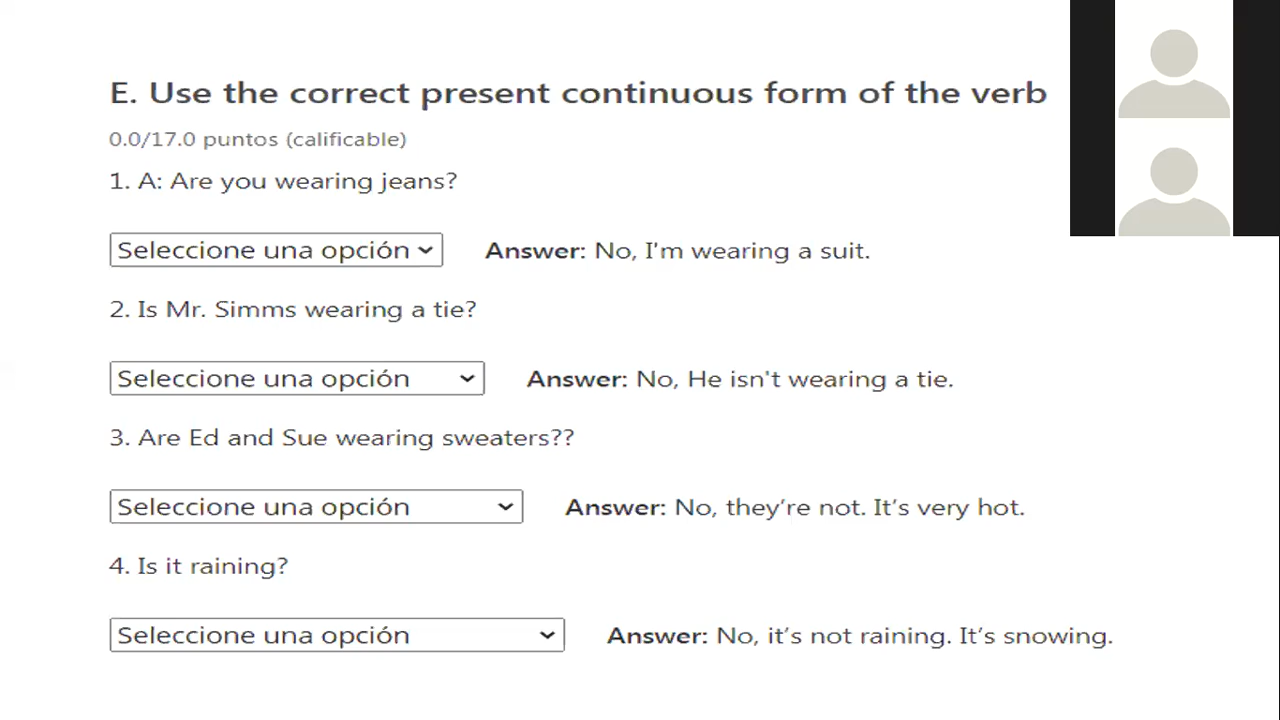 E. Use the correct present continuous form of the verb
0.0/17.0 puntos (calificable)
1. A: Are you wearing jeans?
Seleccione una opción Answer: No, I'm wearing a suit.
2. Is Mr. Simms wearing a tie?
Seleccione una opción Answer: No, He isn't wearing a tie.
3. Are Ed and Sue wearing sweaters??
Seleccione una opción Answer: No, they’re not. It’s very hot.
4. Is it raining?
Seleccione una opción Answer: No, it’s not raining. It’s snowing.